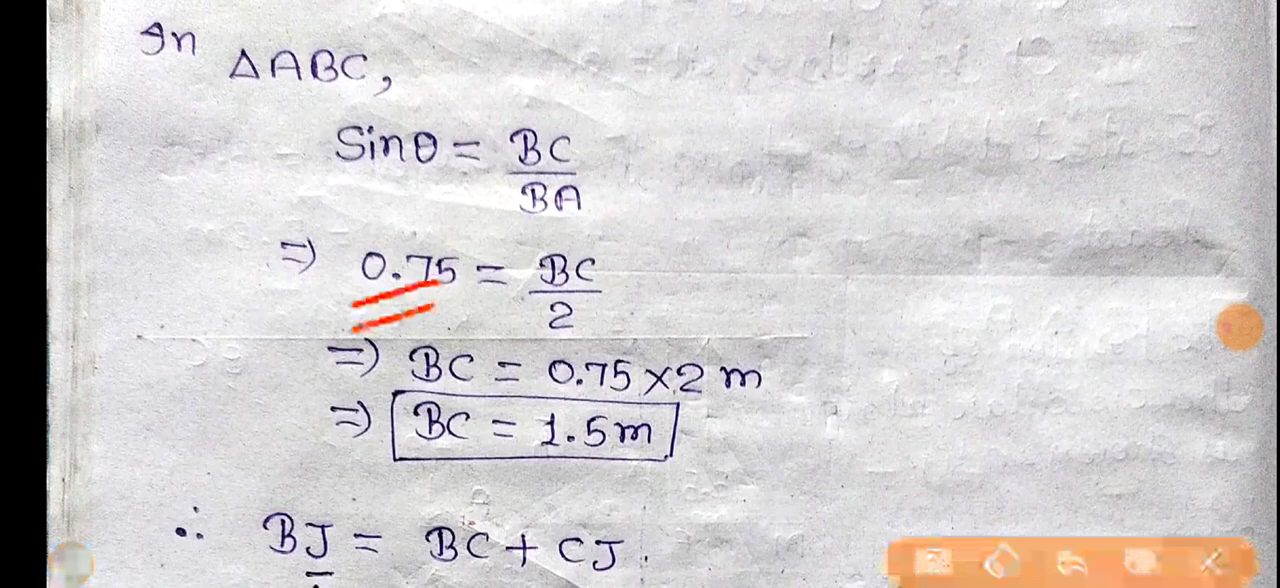 In ΔABC,
Sinθ = BC/BA
=> 0.75 = BC/2
=> BC = 0.75 × 2 m
=> BC = 1.5m
∴ BJ = BC + CJ.